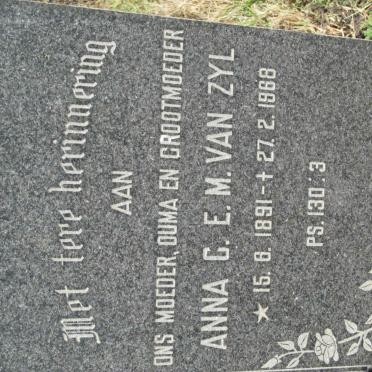 Met tere herinnering
AAN
ONS MOEDER, OUMA EN GROOTMOEDER
ANNA C. E. M. VAN ZYL
★ 15. 6. 1891 - † 27. 2. 1968
PS. 130 : 3